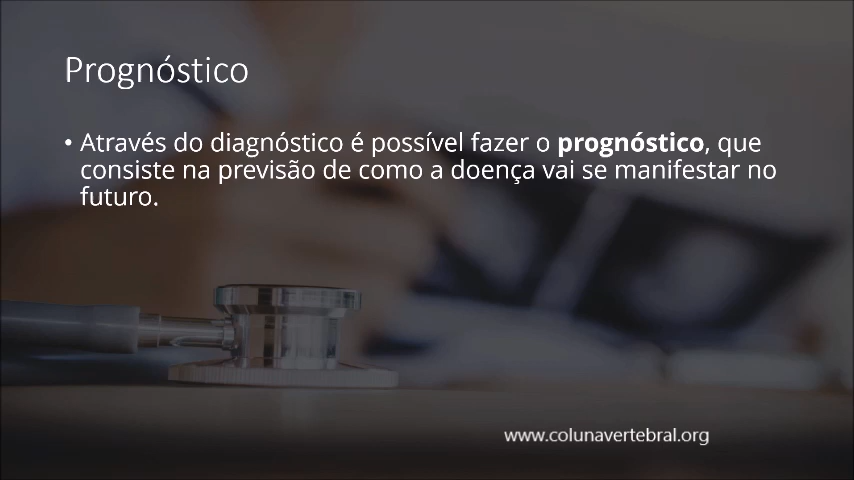 Prognóstico
• Através do diagnóstico é possível fazer o prognóstico, que
consiste na previsão de como a doença vai se manifestar no
futuro.
www.colunavertebral.org